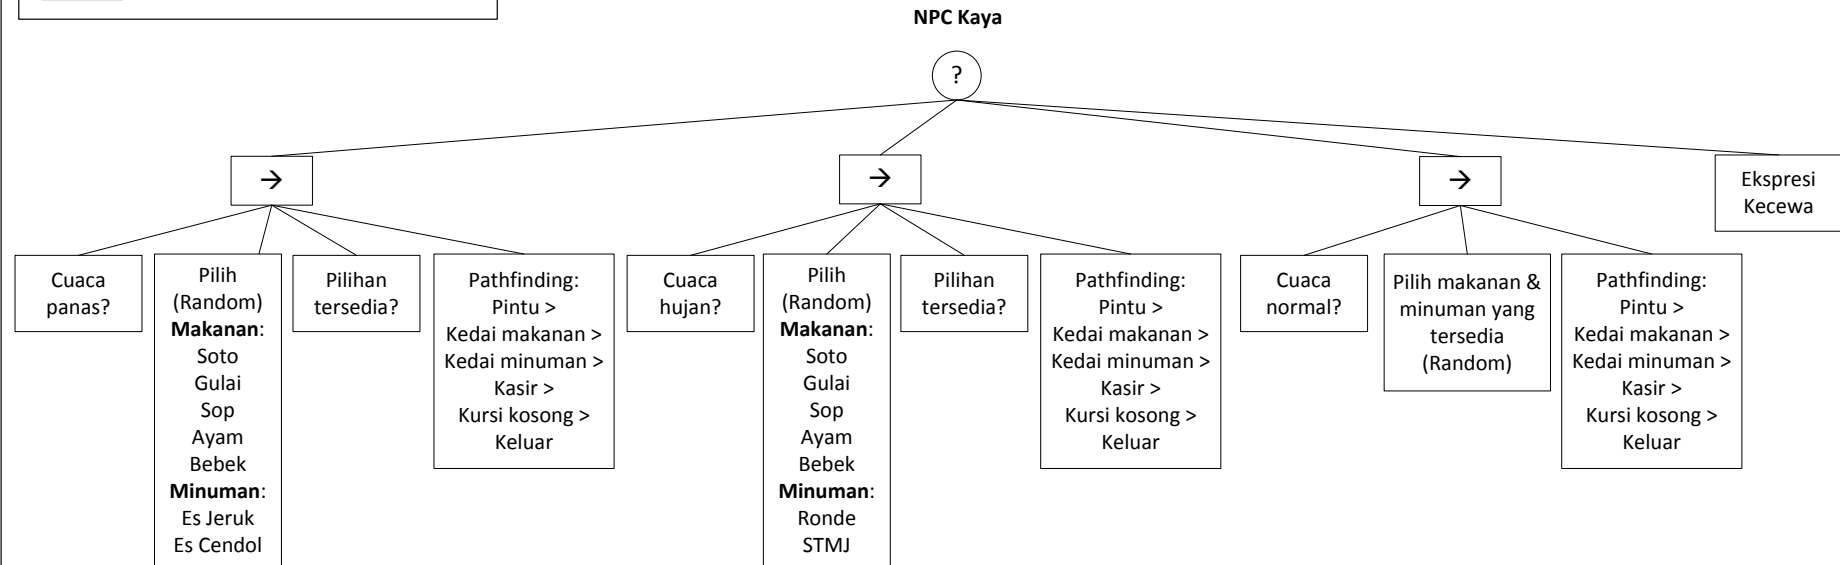 NPC Kaya
?
→
→
→
Ekspresi
Kecewa
Cuaca
panas?
Pilih
(Random)
Makanan:
Soto
Gulai
Sop
Ayam
Bebek
Minuman:
Es Jeruk
Es Cendol
Pilihan
tersedia?
Pathfinding:
Pintu >
Kedai makanan >
Kedai minuman >
Kasir >
Kursi kosong >
Keluar
Cuaca
hujan?
Pilih
(Random)
Makanan:
Soto
Gulai
Sop
Ayam
Bebek
Minuman:
Ronde
STMJ
Pilihan
tersedia?
Pathfinding:
Pintu >
Kedai makanan >
Kedai minuman >
Kasir >
Kursi kosong >
Keluar
Cuaca
normal?
Pilih makanan &
minuman yang
tersedia
(Random)
Pathfinding:
Pintu >
Kedai makanan >
Kedai minuman >
Kasir >
Kursi kosong >
Keluar